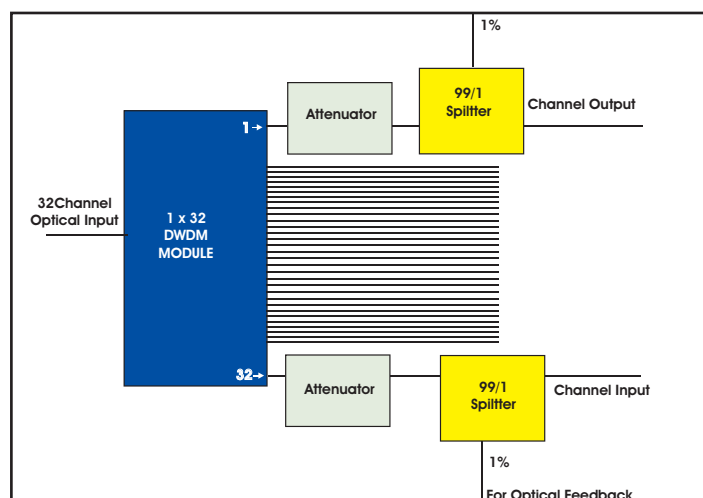 1%
99/1
Spiltter
Attenuator
Channel Output
1→
32Channel
Optical Input
1 x 32
DWDM
MODULE
32→
Attenuator
99/1
Spiltter
Channel Input
1%
For Optical Feedback